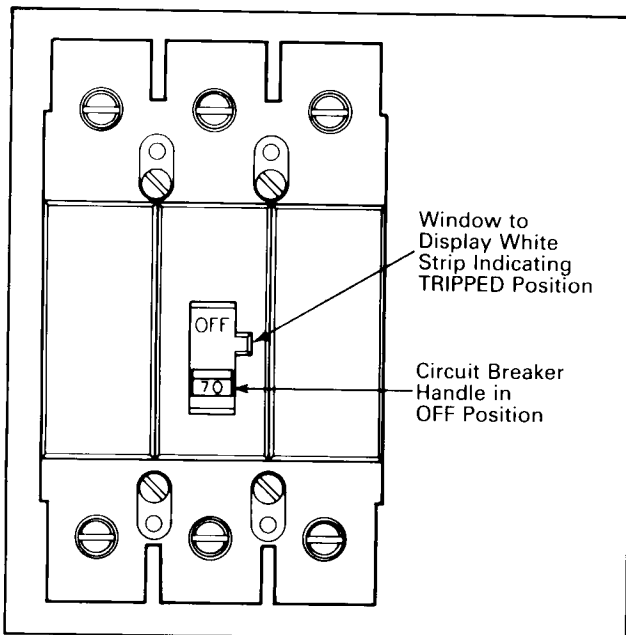 Window to
Display White
Strip Indicating
TRIPPED Position
OFF
70
Circuit Breaker
Handle in
OFF Position